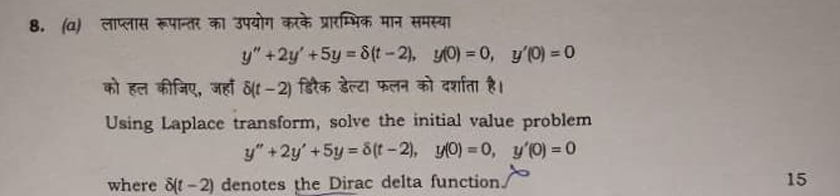 8. (a) लाप्लास रूपान्तर का उपयोग करके प्रारम्भिक मान समस्या
y" + 2y' + 5y = δ(t – 2), y(0) = 0, y'(0) = 0
को हल कीजिए, जहाँ δ(t – 2) डिरैक डेल्टा फलन को दर्शाता है।
Using Laplace transform, solve the initial value problem
y" + 2y' + 5y = δ(t – 2), y(0) = 0, y'(0) = 0
where δ(t – 2) denotes the Dirac delta function. 15